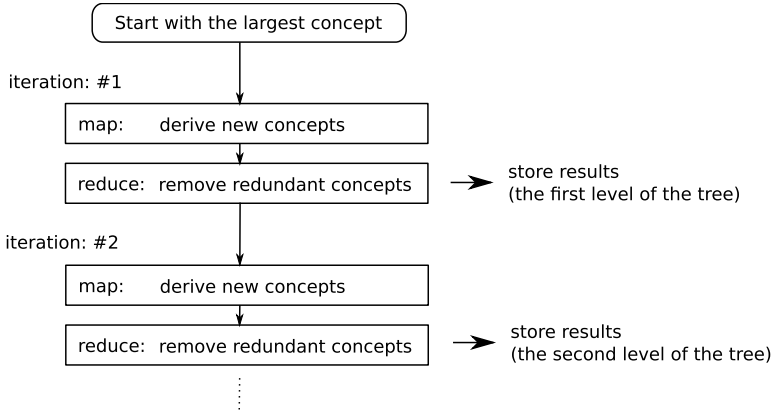 Start with the largest concept
iteration: #1
map: derive new concepts
reduce: remove redundant concepts
store results
(the first level of the tree)
iteration: #2
map: derive new concepts
reduce: remove redundant concepts
store results
(the second level of the tree)